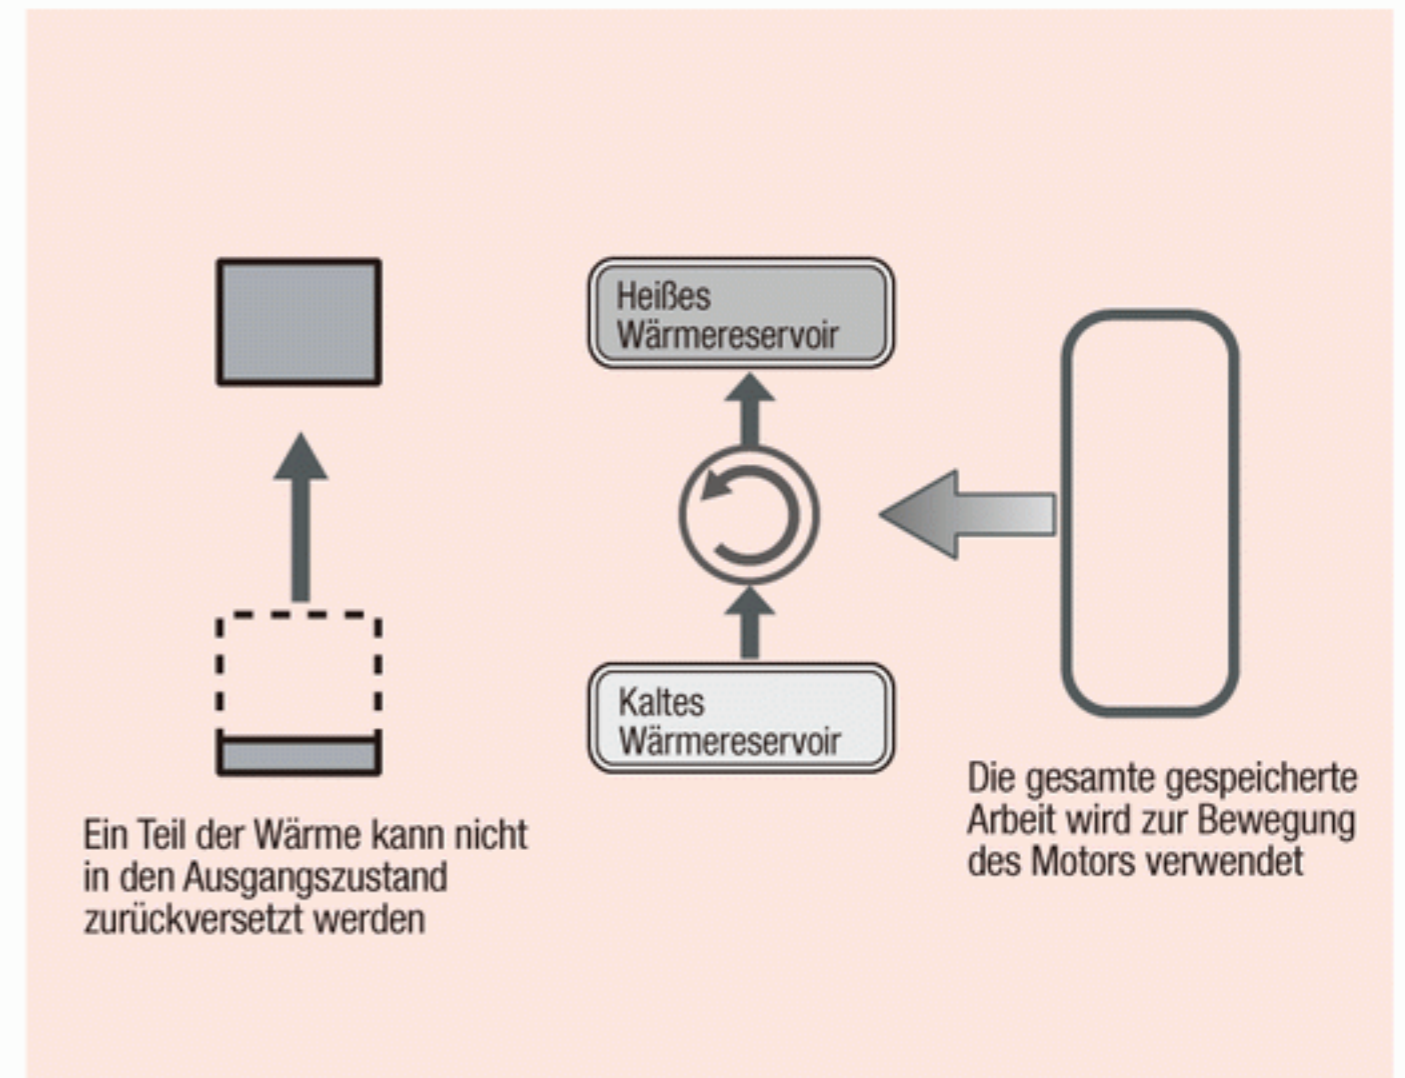 Heißes
Wärmereservoir
Kaltes
Wärmereservoir
Ein Teil der Wärme kann nicht
in den Ausgangszustand
zurückversetzt werden
Die gesamte gespeicherte
Arbeit wird zur Bewegung
des Motors verwendet